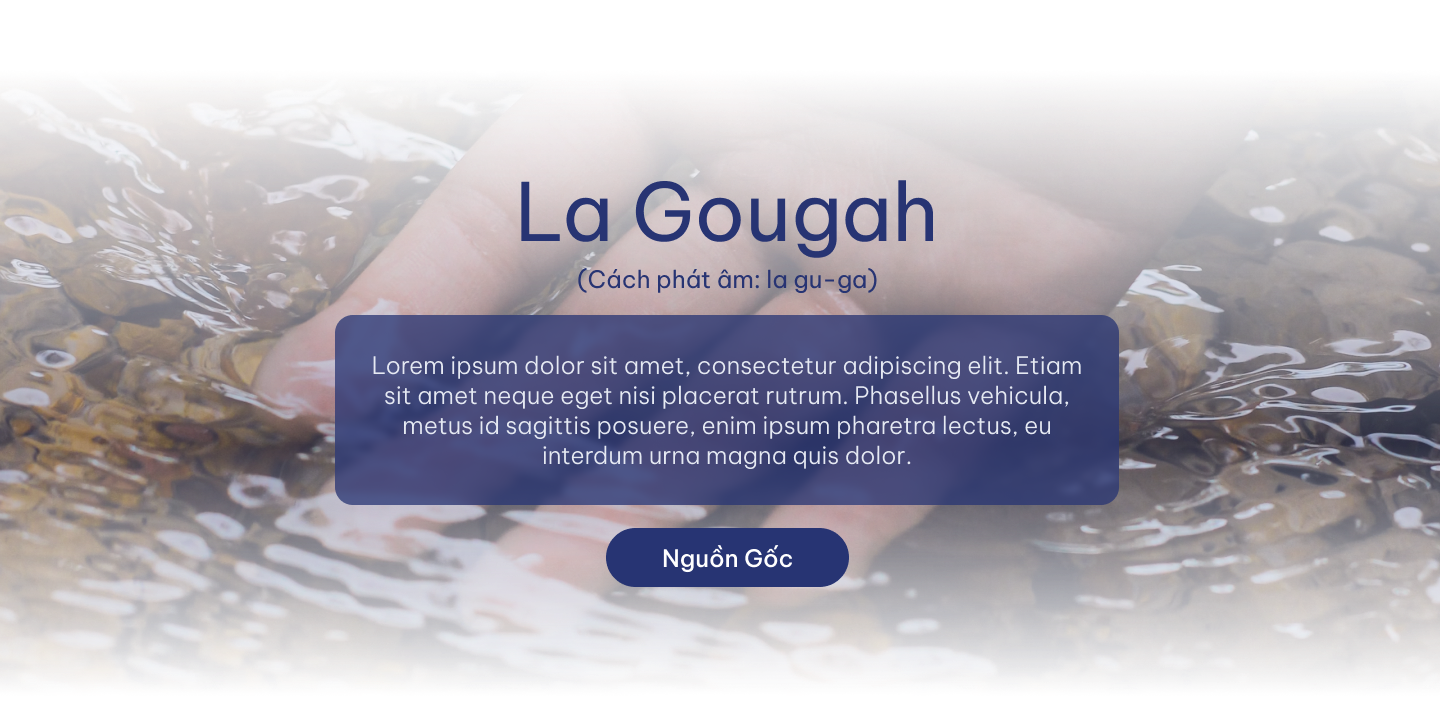 La Gougah
(Cách phát âm: la gu-ga)
Lorem ipsum dolor sit amet, consectetur adipiscing elit. Etiam
sit amet neque eget nisi placerat rutrum. Phasellus vehicula,
metus id sagittis posuere, enim ipsum pharetra lectus, eu
interdum urna magna quis dolor.
Nguồn Gốc